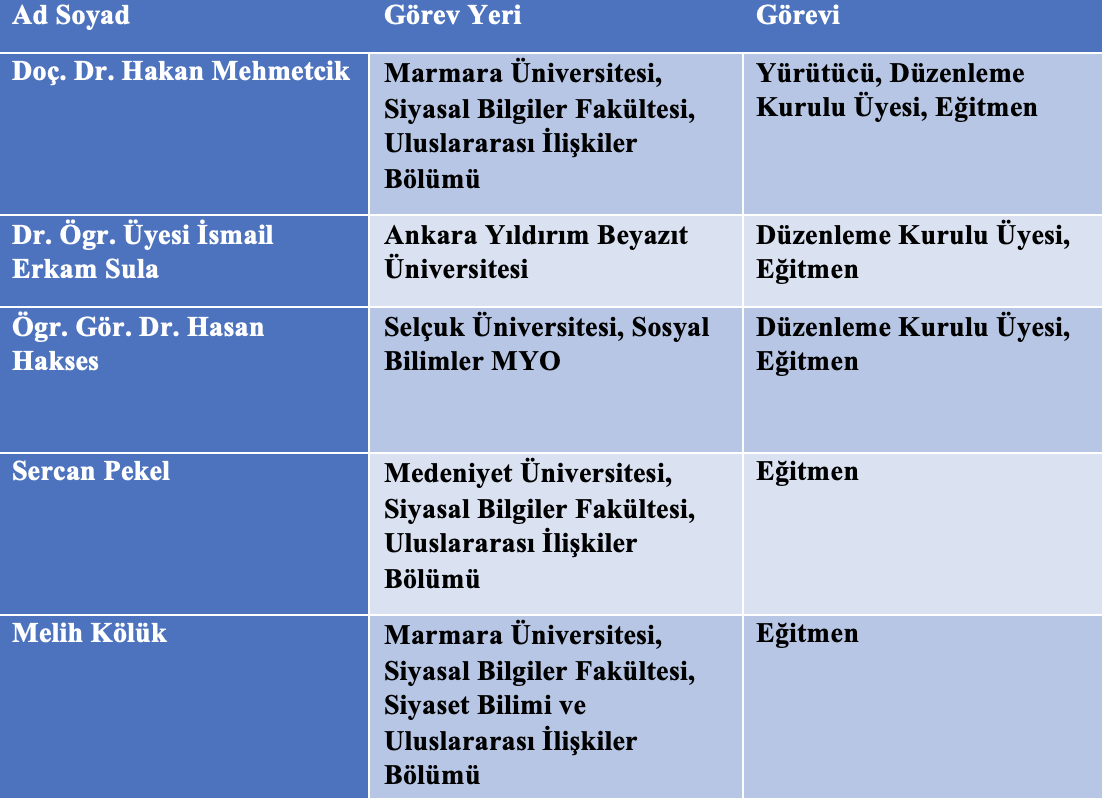 Ad Soyad
Görev Yeri
Görevi
Doç. Dr. Hakan Mehmetcik
Marmara Üniversitesi,
Siyasal Bilgiler Fakültesi,
Uluslararası İlişkiler
Bölümü
Yürütücü, Düzenleme
Kurulu Üyesi, Eğitmen
Dr. Ögr. Üyesi İsmail
Erkam Sula
Ankara Yıldırım Beyazıt
Üniversitesi
Düzenleme Kurulu Üyesi,
Eğitmen
Ögr. Gör. Dr. Hasan
Hakses
Selçuk Üniversitesi, Sosyal
Bilimler MYO
Düzenleme Kurulu Üyesi,
Eğitmen
Sercan Pekel
Medeniyet Üniversitesi,
Siyasal Bilgiler Fakültesi,
Uluslararası İlişkiler
Bölümü
Eğitmen
Melih Kölük
Marmara Üniversitesi,
Siyasal Bilgiler Fakültesi,
Siyaset Bilimi ve
Uluslararası İlişkiler
Bölümü
Eğitmen